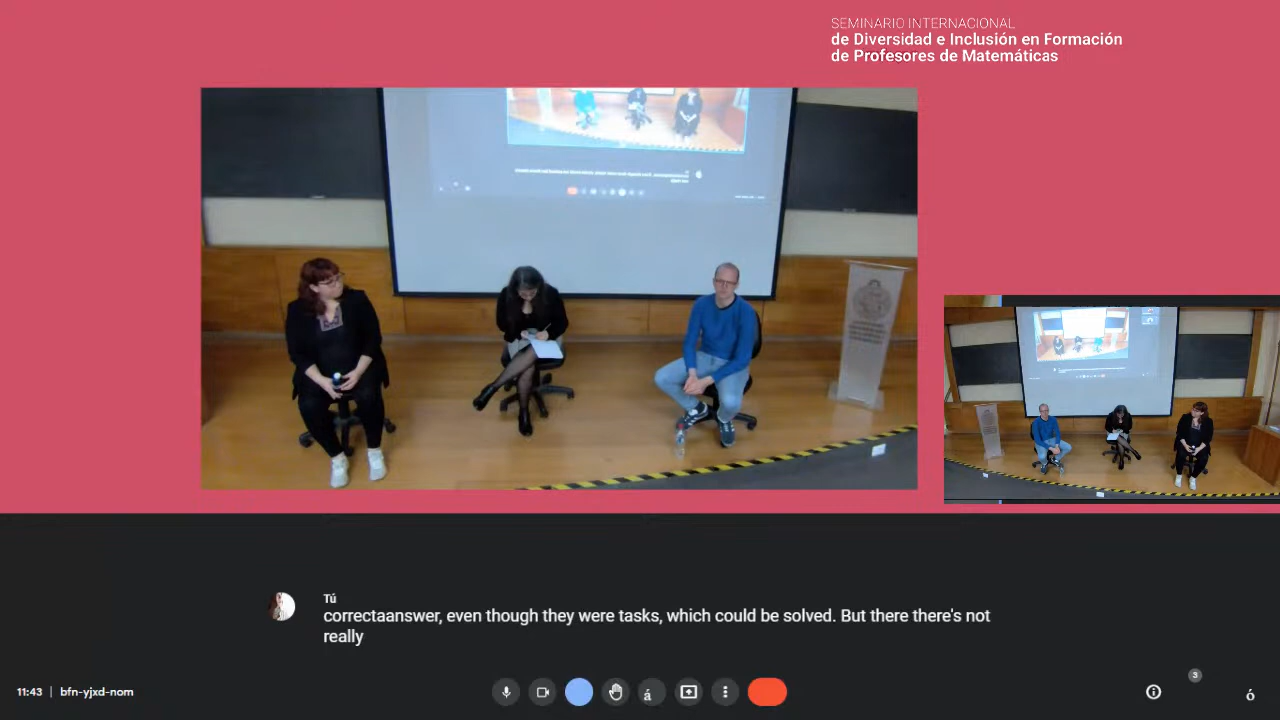 SEMINARIO INTERNACIONAL
de Diversidad e Inclusión en Formación
de Profesores de Matemáticas
Tú
correctaanswer, even though they were tasks, which could be solved. But there there's not
really
11:43 | bfn-yjxd-nom
á
3
ó